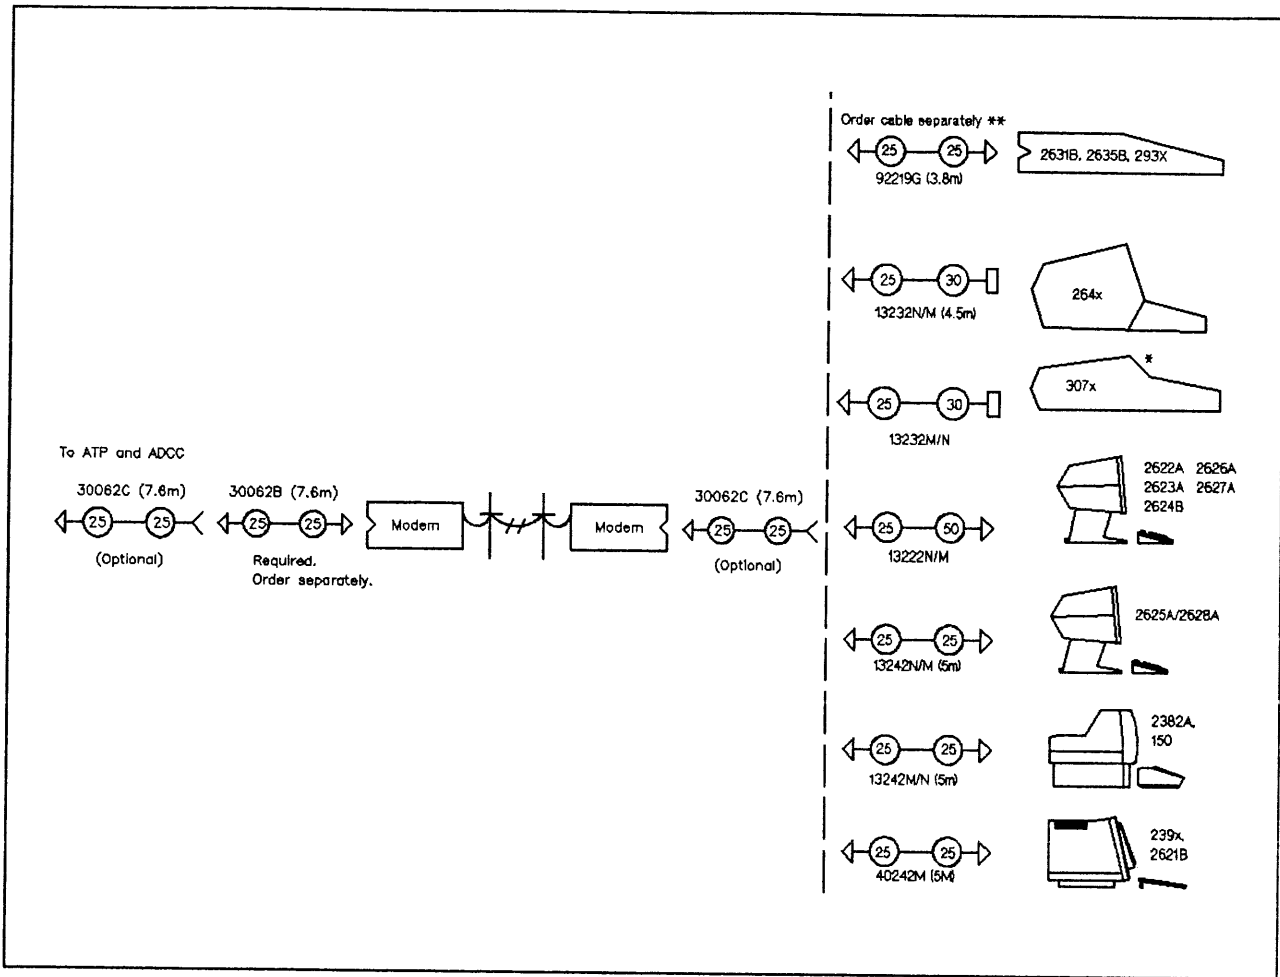 Order cable separately **
25 25
92219G (3.8m)
2631B, 2635B, 293X
25 30
13232N/M (4.5m)
264x
25 30
13232M/N
307x
*
To ATP and ADCC
30062C (7.6m)
25 25
(Optional)
30062B (7.6m)
25 25
Required.
Order separately.
Modem
Modem
30062C (7.6m)
25 25
(Optional)
25 50
13222N/M
2622A 2626A
2623A 2627A
2624B
25 25
13242N/M (5m)
2625A/2628A
25 25
13242M/N (5m)
2382A,
150
25 25
40242M (5M)
239x,
2621B